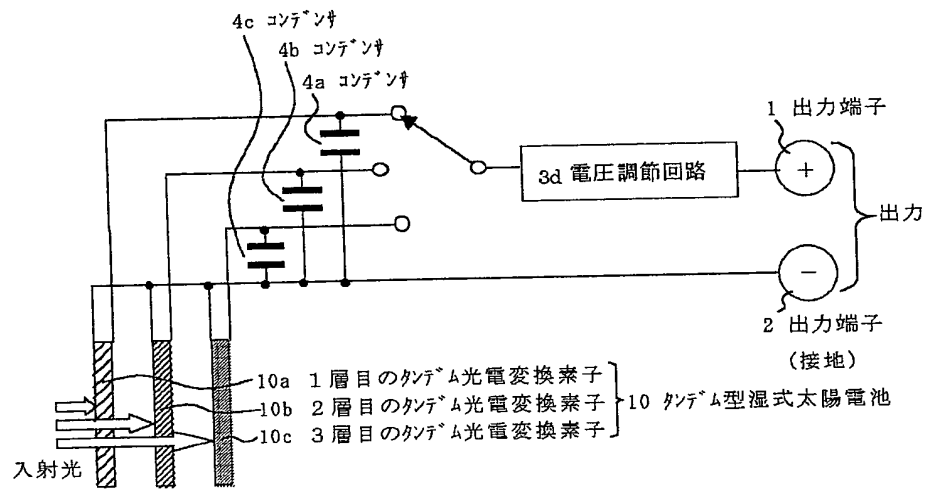 4c コンデンサ
4b コンデンサ
4a コンデンサ
1 出力端子
3d 電圧調節回路
+
出力
-
2 出力端子
(接地)
10a 1層目のタンデム光電変換素子
10b 2層目のタンデム光電変換素子
10c 3層目のタンデム光電変換素子
10 タンデム型湿式太陽電池
入射光